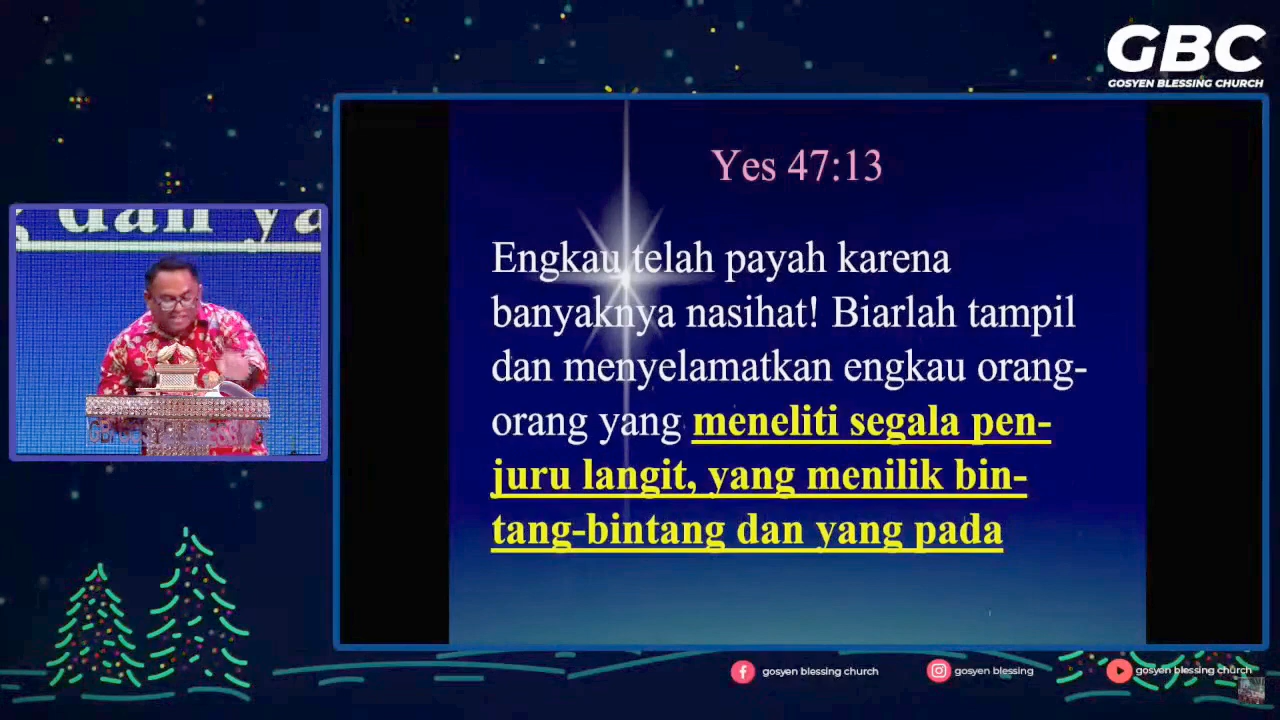 GBC
GOSYEN BLESSING CHURCH
g dan ya
Yes 47:13
Engkau telah payah karena
banyaknya nasihat! Biarlah tampil
dan menyelamatkan engkau orang-
orang yang meneliti segala pen-
juru langit, yang menilik bin-
tang-bintang dan yang pada
gosyen blessing church
gosyen blessing
gosyen blessing church